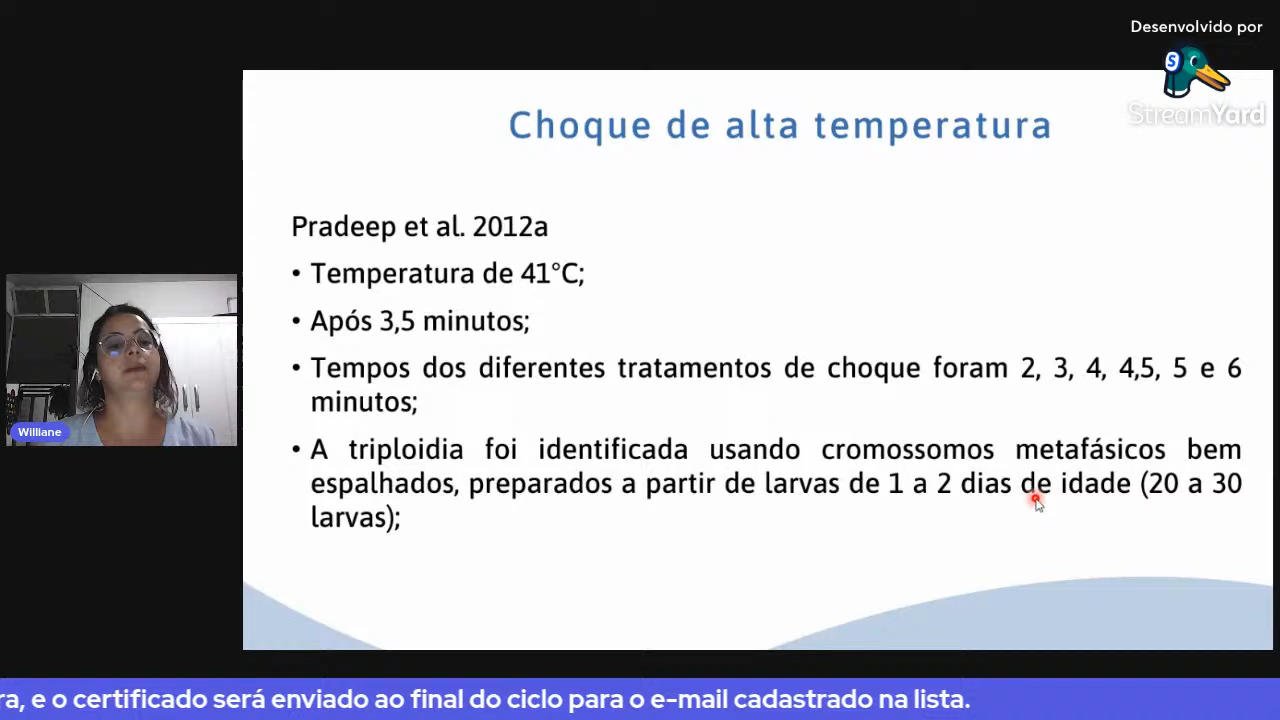 Desenvolvido por
StreamYard
Choque de alta temperatura
Pradeep et al. 2012a
• Temperatura de 41°C;
• Após 3,5 minutos;
• Tempos dos diferentes tratamentos de choque foram 2, 3, 4, 4,5, 5 e 6
minutos;
• A triploidia foi identificada usando cromossomos metafásicos bem
espalhados, preparados a partir de larvas de 1 a 2 dias de idade (20 a 30
larvas);
Williane
ra, e o certificado será enviado ao final do ciclo para o e-mail cadastrado na lista.